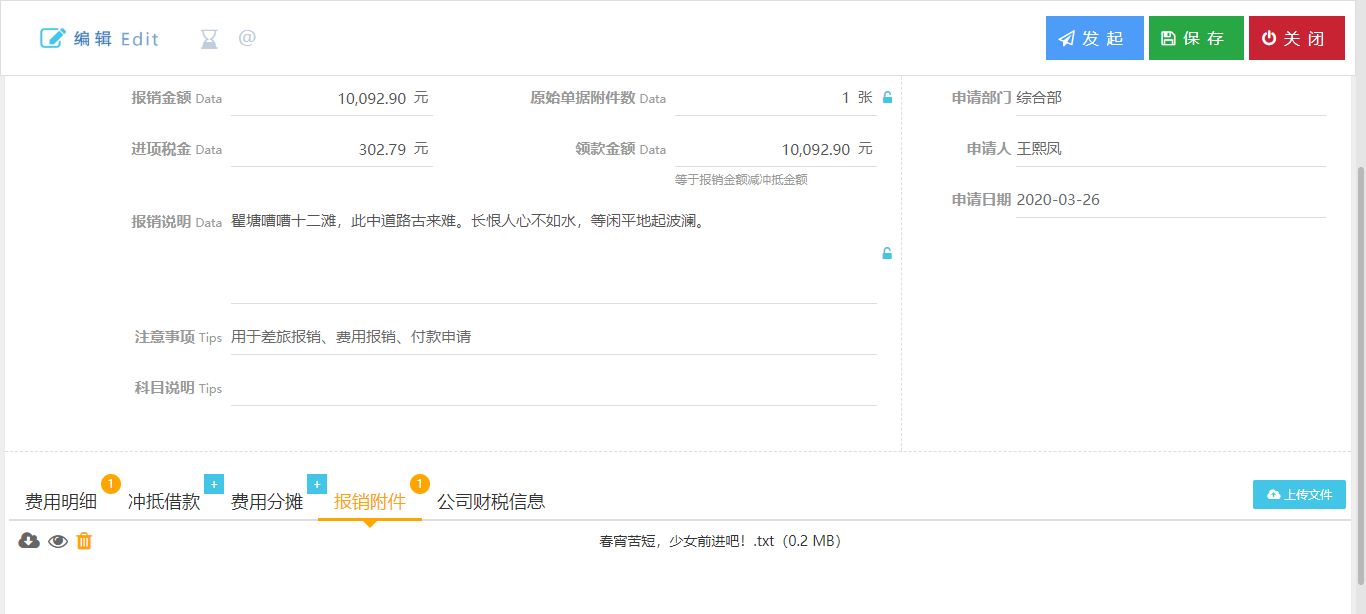 编辑 Edit @ 发起 保存 关闭
报销金额 Data 10,092.90 元 原始单据附件数 Data 1 张 申请部门 综合部
进项税金 Data 302.79 元 领款金额 Data 10,092.90 元 申请人 王熙凤
等于报销金额减冲抵金额
申请日期 2020-03-26
报销说明 Data 瞿塘嘈嘈十二滩，此中道路古来难。长恨人心不如水，等闲平地起波澜。
注意事项 Tips 用于差旅报销、费用报销、付款申请
科目说明 Tips
费用明细 1 冲抵借款 + 费用分摊 + 报销附件 1 公司财税信息 上传文件
春宵苦短，少女前进吧！.txt（0.2 MB）